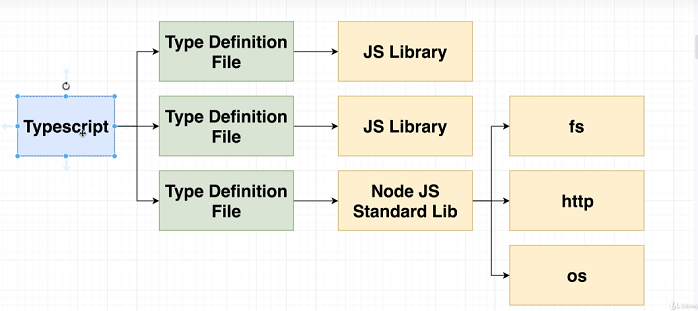 Type Definition
File
JS Library
Typescript
Type Definition
File
JS Library
fs
Type Definition
File
Node JS
Standard Lib
http
os